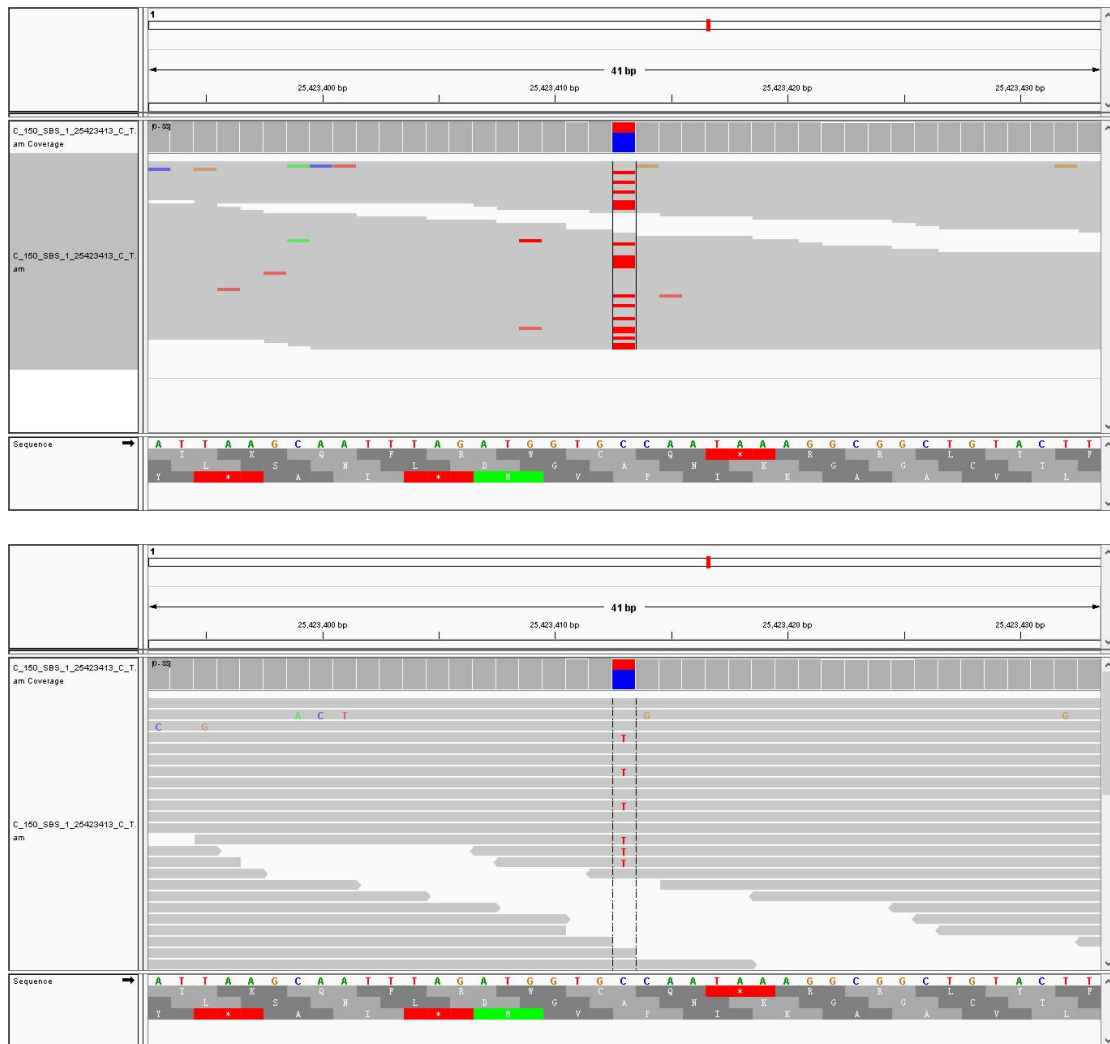 1
41 bp
25,423,400 bp 25,423,410 bp 25,423,420 bp 25,423,430 bp
C_150_SBS_1_25423413_C_T.
am Coverage
[0 - 55]
C_150_SBS_1_25423413_C_T.
am
Sequence A T T A A G C A A T T T A G A T G G T G C C A A T A A A G G C G G C T G T A C T T
I K Q F R W C Q * R R L Y F
L S N L D G A N K G G C T
Y * A I * M V P I K A A V L
1
41 bp
25,423,400 bp 25,423,410 bp 25,423,420 bp 25,423,430 bp
C_150_SBS_1_25423413_C_T.
am Coverage
[0 - 55]
A C T G G
C G
T
T
T
C_150_SBS_1_25423413_C_T.
am
T
T
T
Sequence A T T A A G C A A T T T A G A T G G T G C C A A T A A A G G C G G C T G T A C T T
I K Q F R W C Q * R R L Y F
L S N L D G A N K G G C T
Y * A I * M V P I K A A V L